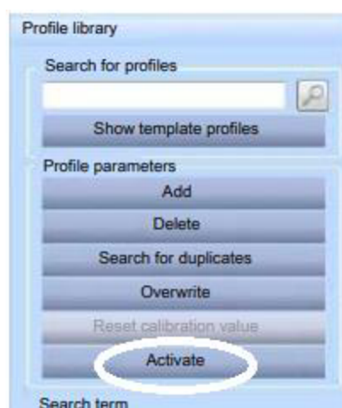 Profile library
Search for profiles
Show template profiles
Profile parameters
Add
Delete
Search for duplicates
Overwrite
Reset calibration value
Activate
Search term